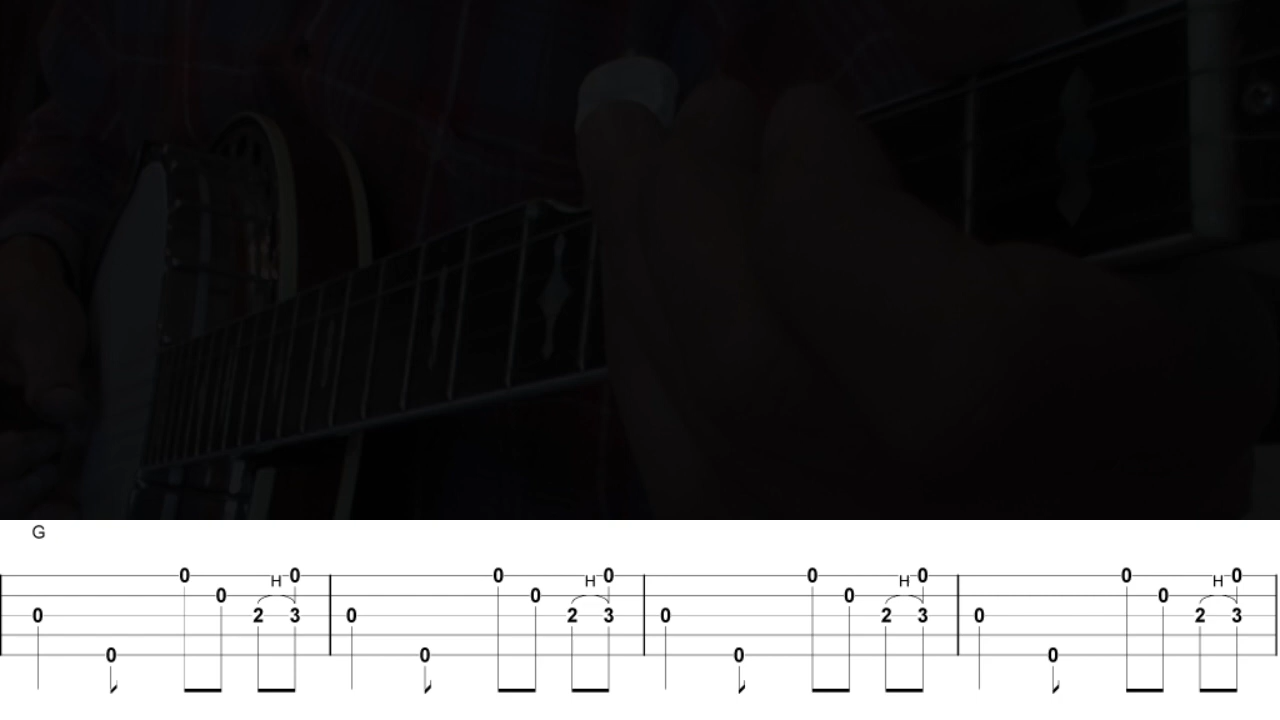 G
0 H 0 0 H 0 0 H 0 0 H 0
0 0 0 0
0 2 3 0 2 3 0 2 3 0 2 3
0 0 0 0